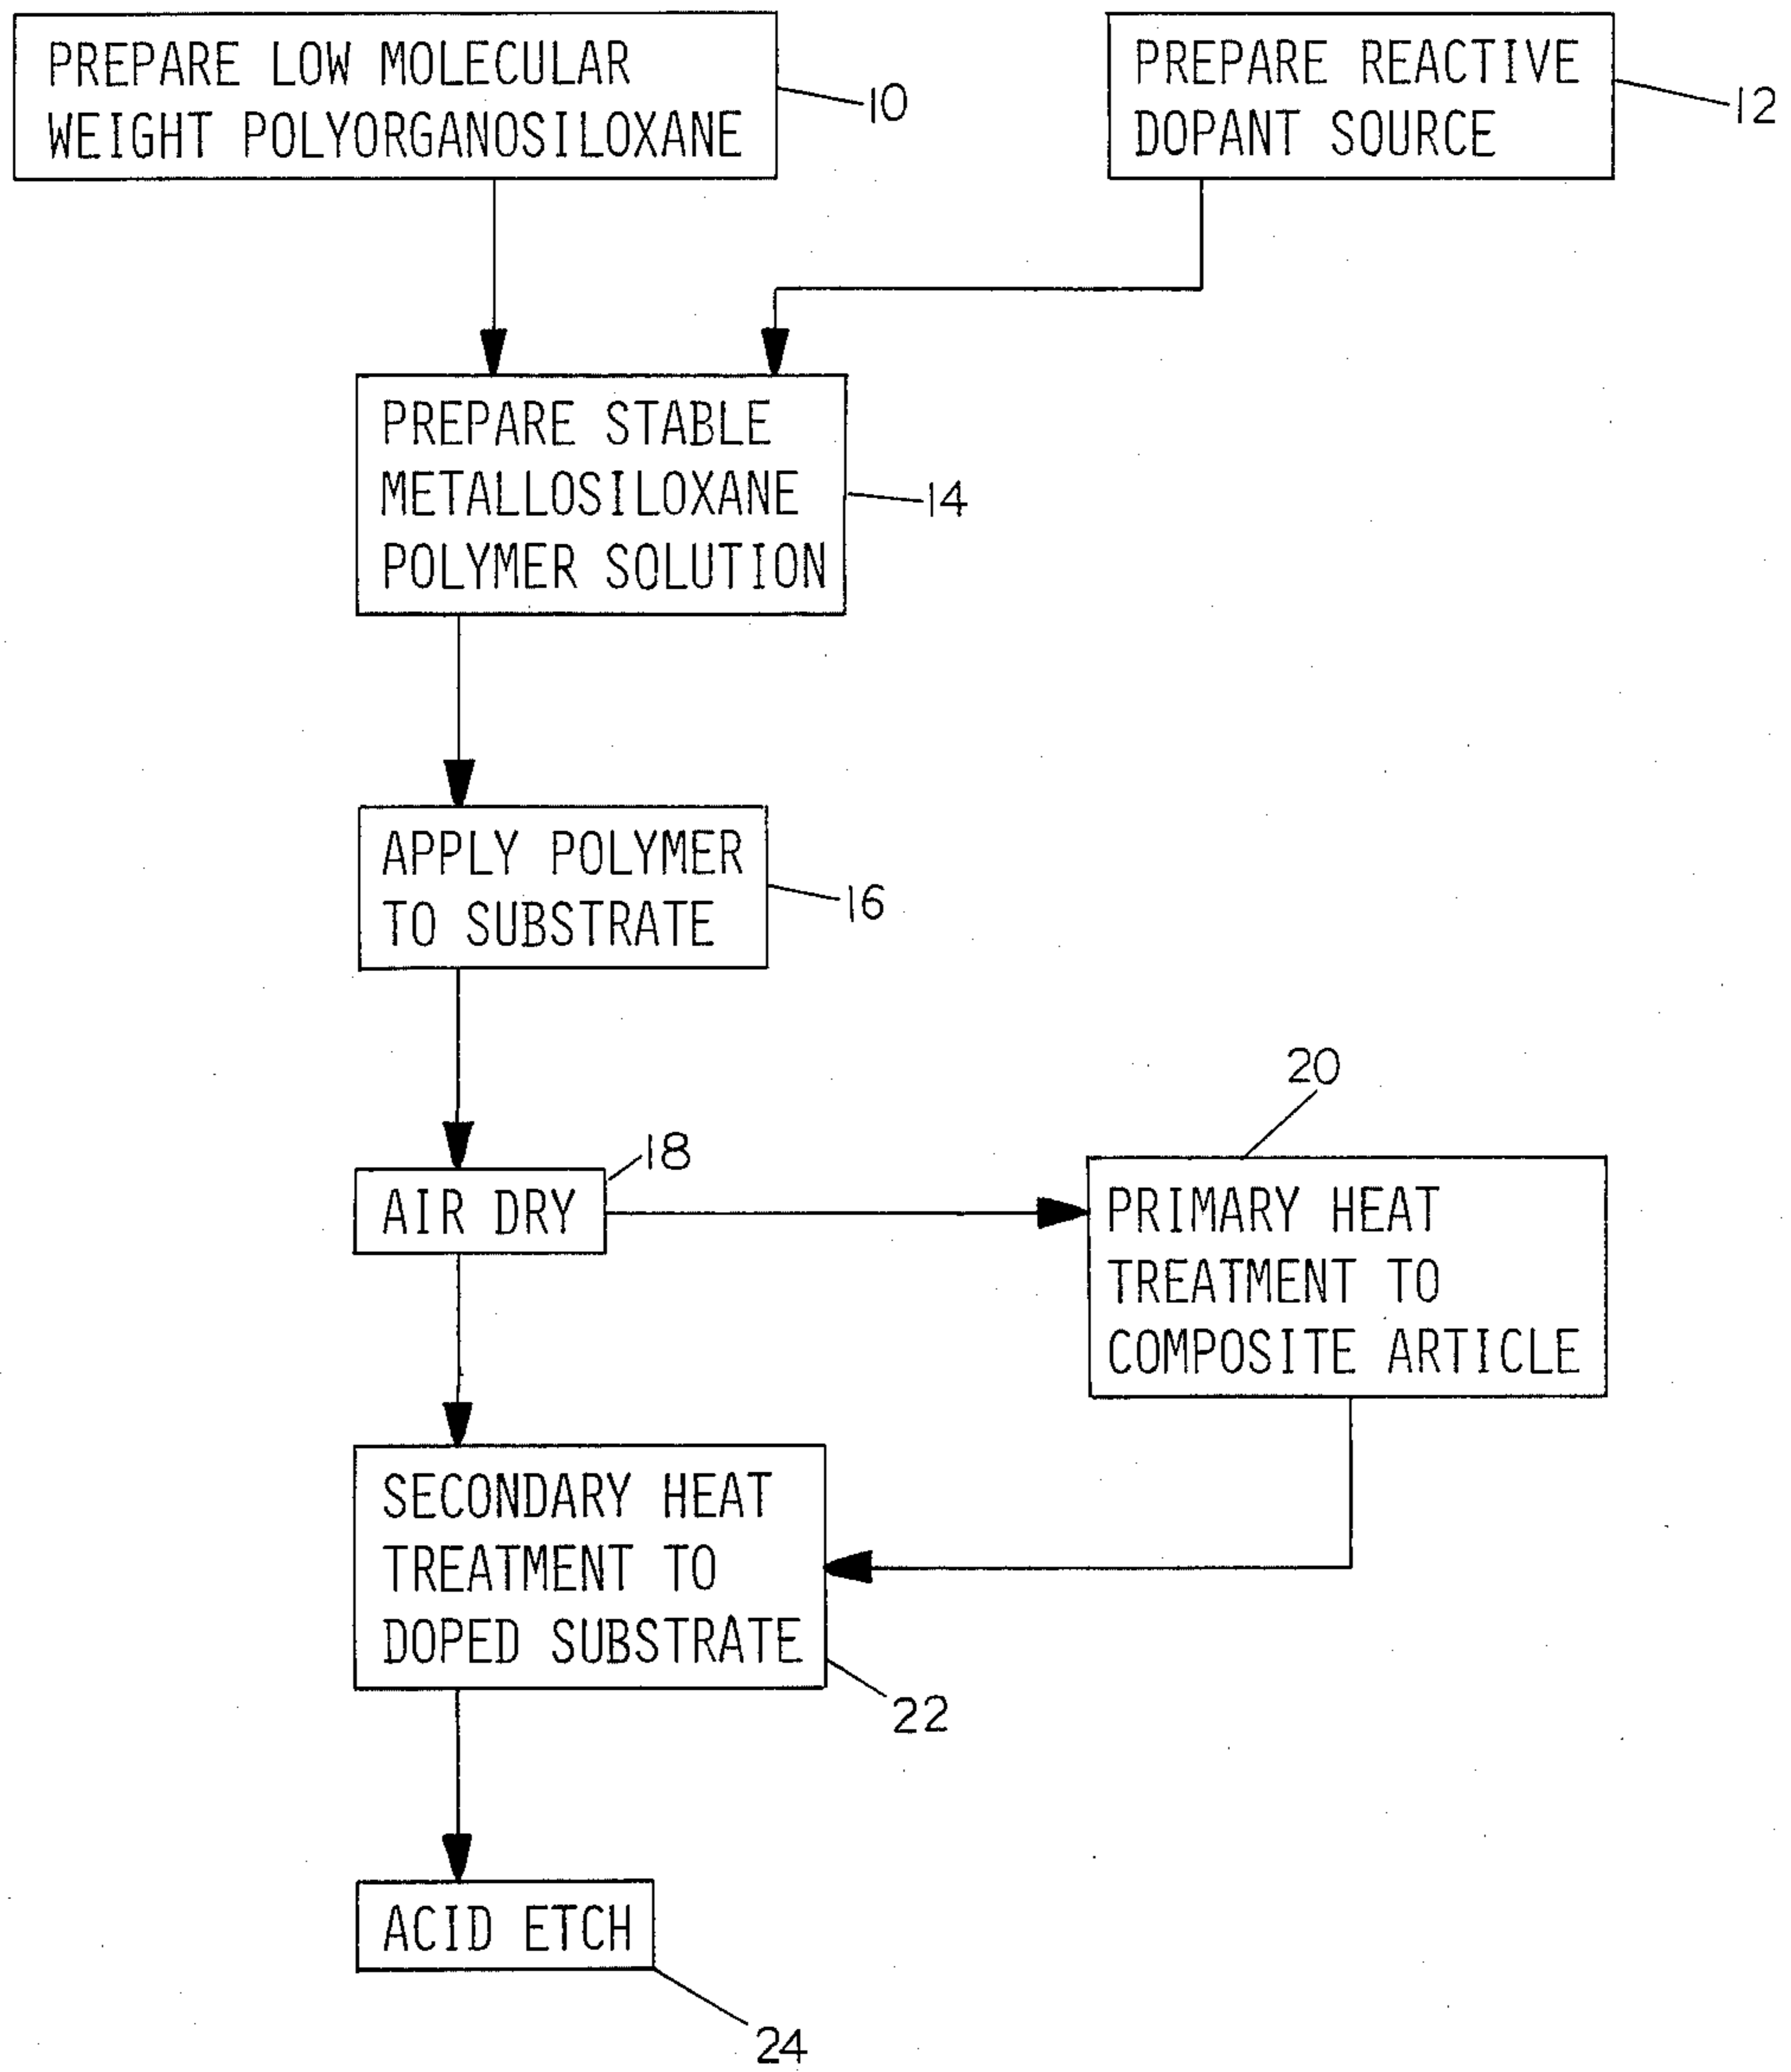 PREPARE LOW MOLECULAR
WEIGHT POLYORGANOSILOXANE
10
PREPARE REACTIVE
DOPANT SOURCE
12
PREPARE STABLE
METALLOSILOXANE
POLYMER SOLUTION
14
APPLY POLYMER
TO SUBSTRATE
16
AIR DRY
18
20
PRIMARY HEAT
TREATMENT TO
COMPOSITE ARTICLE
SECONDARY HEAT
TREATMENT TO
DOPED SUBSTRATE
22
ACID ETCH
24